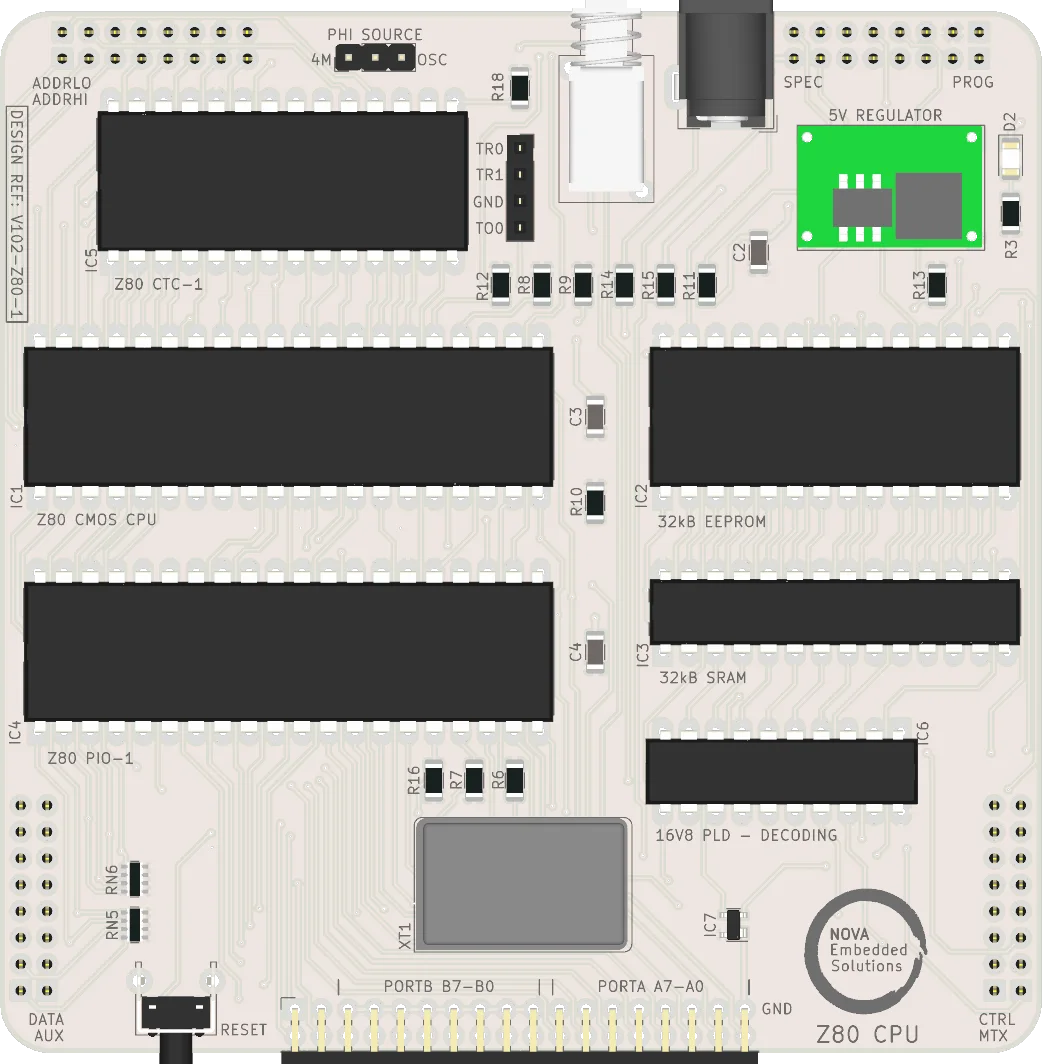 PHI SOURCE
4M
OSC
ADDRLO
ADDRHI
SPEC
PROG
R18
5V REGULATOR
D2
TR0
TR1
GND
TO0
DESIGN REF: V102-Z80-1
IC5
Z80 CTC-1
C2
R3
R12
R8
R9
R14
R15
R11
R13
C3
IC1
R10
IC2
Z80 CMOS CPU
32kB EEPROM
C4
IC3
32kB SRAM
IC4
IC6
Z80 PIO-1
R16
R7
R6
16V8 PLD - DECODING
RN6
RN5
XT1
IC7
NOVA
Embedded
Solutions
PORTB B7-B0
PORTA A7-A0
GND
DATA
AUX
RESET
Z80 CPU
CTRL
MTX